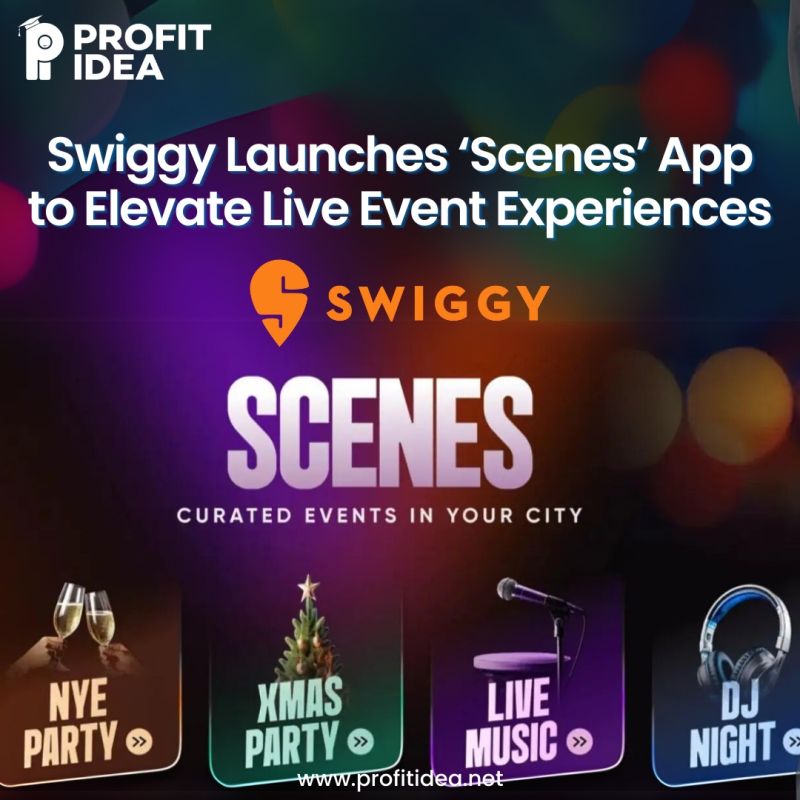 PROFIT
IDEA
Swiggy Launches ‘Scenes’ App
to Elevate Live Event Experiences
SWIGGY
SCENES
CURATED EVENTS IN YOUR CITY
NYE
PARTY
XMAS
PARTY
LIVE
MUSIC
DJ
NIGHT
www.profitidea.net